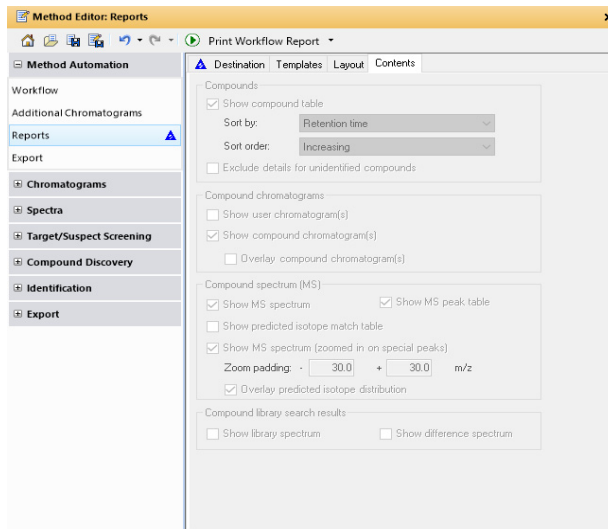 Method Editor: Reports
Print Workflow Report
Method Automation
Workflow
Additional Chromatograms
Reports
Export
Chromatograms
Spectra
Target/Suspect Screening
Compound Discovery
Identification
Export
Destination Templates Layout Contents
Compounds
Show compound table
Sort by: Retention time
Sort order: Increasing
Exclude details for unidentified compounds
Compound chromatograms
Show user chromatogram(s)
Show compound chromatogram(s)
Overlay compound chromatogram(s)
Compound spectrum (MS)
Show MS spectrum Show MS peak table
Show predicted isotope match table
Show MS spectrum (zoomed in on special peaks)
Zoom padding: - 30.0 + 30.0 m/z
Overlay predicted isotope distribution
Compound library search results
Show library spectrum Show difference spectrum